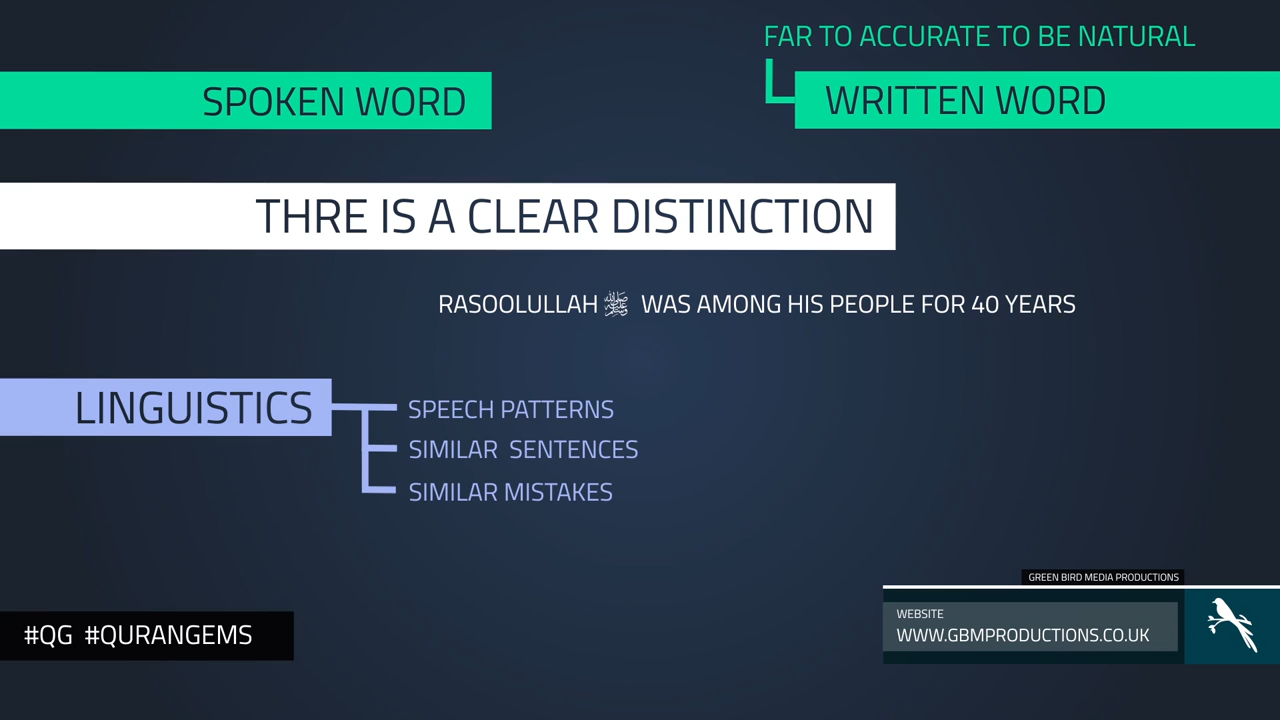 FAR TO ACCURATE TO BE NATURAL
SPOKEN WORD
WRITTEN WORD
THRE IS A CLEAR DISTINCTION
RASOOLULLAH ﷺ WAS AMONG HIS PEOPLE FOR 40 YEARS
LINGUISTICS
SPEECH PATTERNS
SIMILAR SENTENCES
SIMILAR MISTAKES
GREEN BIRD MEDIA PRODUCTIONS
WEBSITE
WWW.GBMPRODUCTIONS.CO.UK
#QG #QURANGEMS